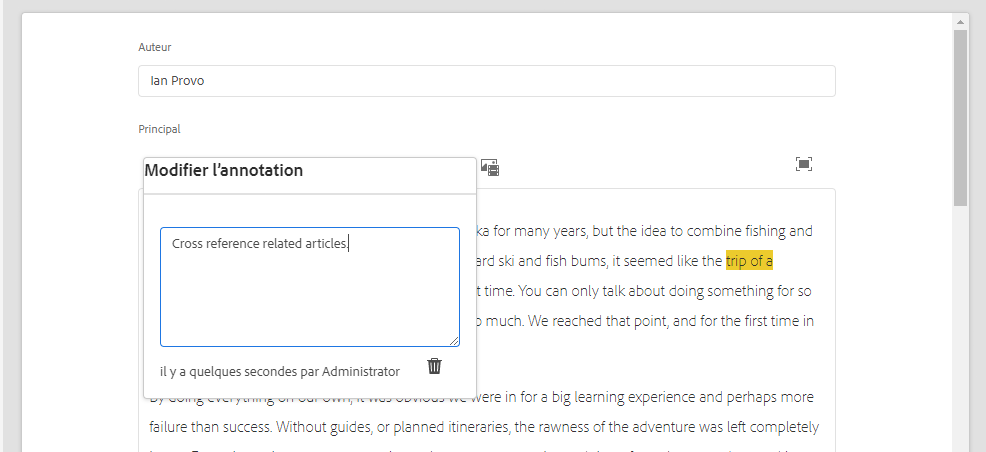 Auteur
Ian Provo
Principal
Modifier l'annotation
Cross reference related articles.
il y a quelques secondes par Administrator
ka for many years, but the idea to combine fishing and
ard ski and fish bums, it seemed like the trip of a
t time. You can only talk about doing something for so
o much. We reached that point, and for the first time in
By doing everything on our own, it was obvious we were in for a big learning experience and perhaps more
failure than success. Without guides, or planned itineraries, the rawness of the adventure was left completely